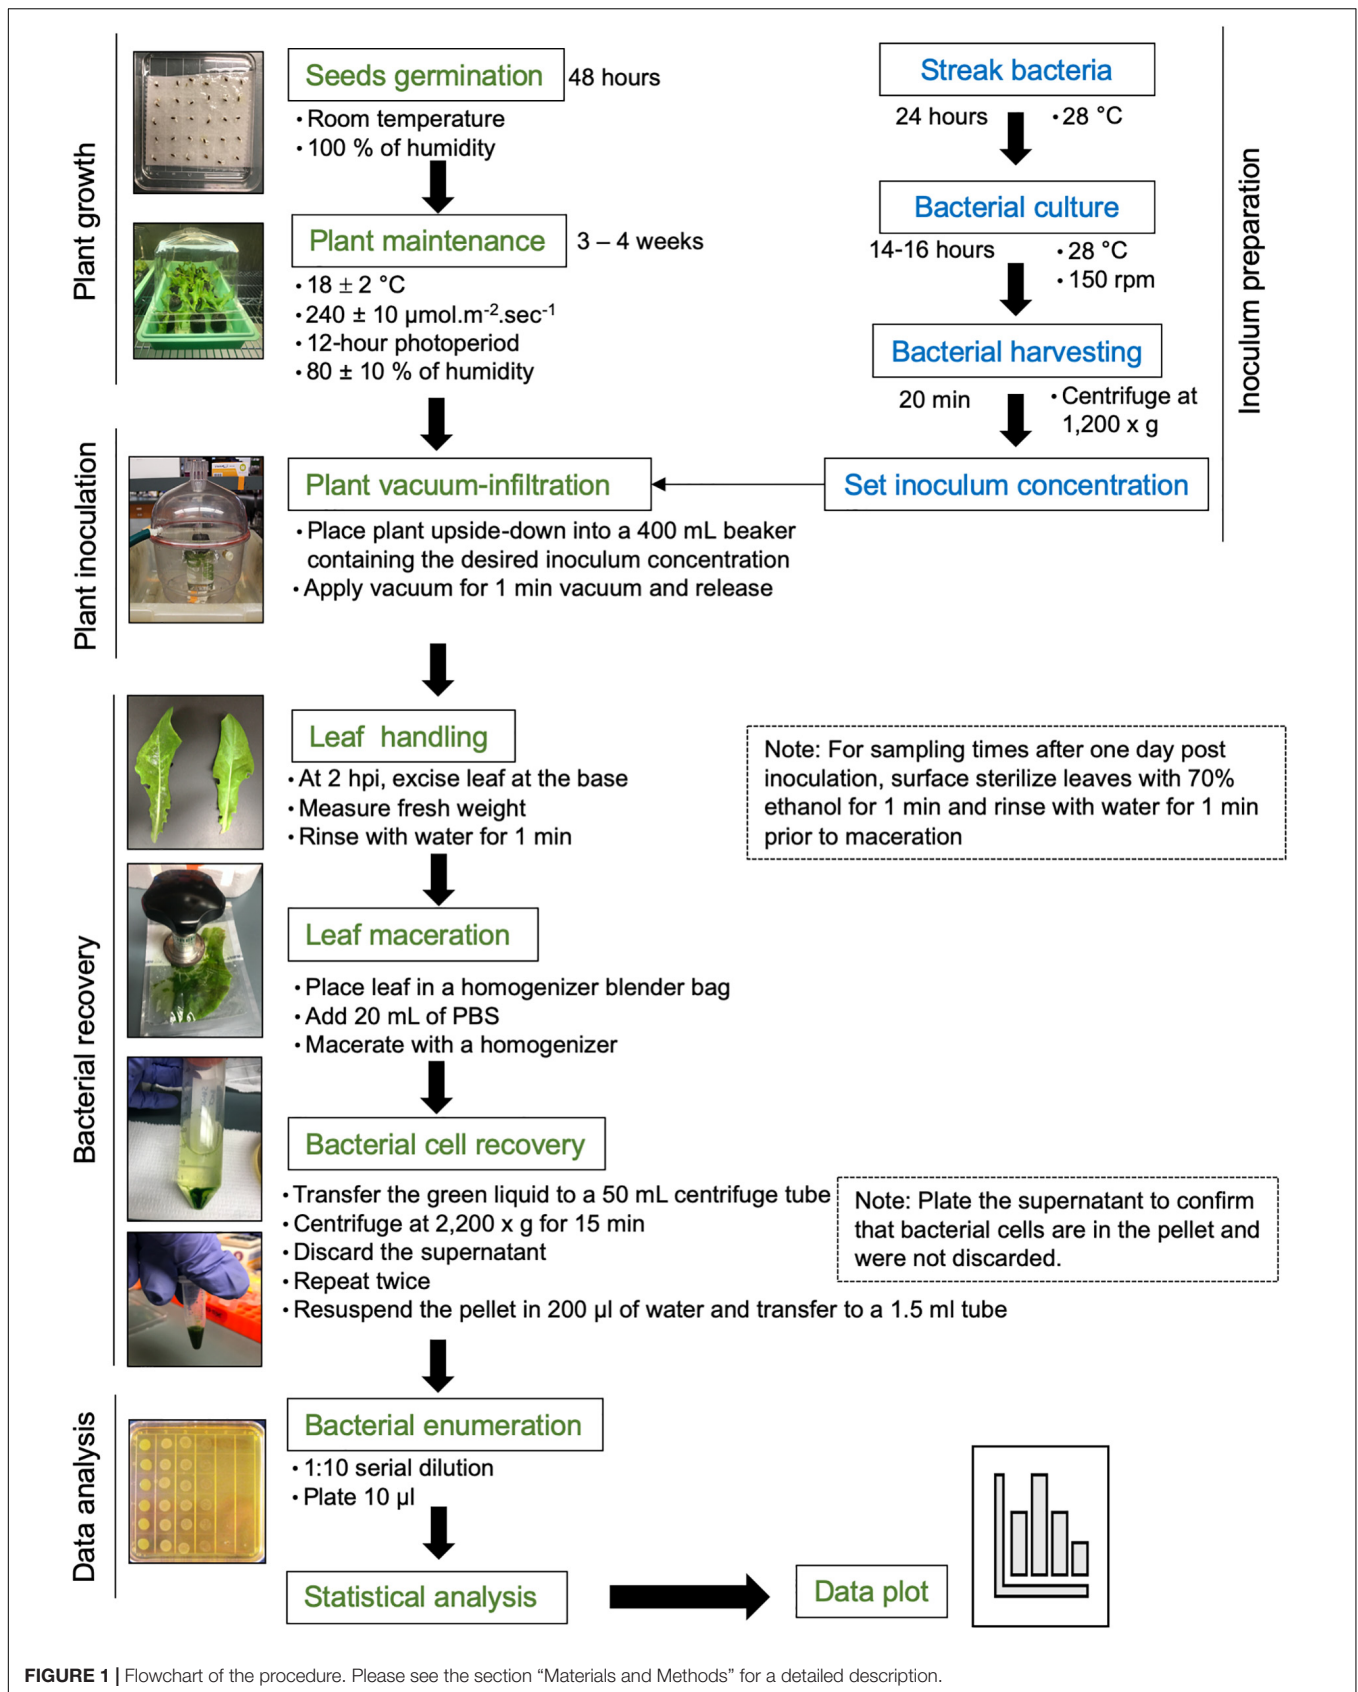 Plant growth
Seeds germination
48 hours
• Room temperature
• 100 % of humidity
Plant maintenance
3 – 4 weeks
• 18 ± 2 °C
• 240 ± 10 µmol.m-2.sec-1
• 12-hour photoperiod
• 80 ± 10 % of humidity
Inoculum preparation
Streak bacteria
24 hours
• 28 °C
Bacterial culture
14-16 hours
• 28 °C
• 150 rpm
Bacterial harvesting
20 min
• Centrifuge at
1,200 x g
Set inoculum concentration
Plant inoculation
Plant vacuum-infiltration
• Place plant upside-down into a 400 mL beaker
containing the desired inoculum concentration
• Apply vacuum for 1 min vacuum and release
Bacterial recovery
Leaf handling
• At 2 hpi, excise leaf at the base
• Measure fresh weight
• Rinse with water for 1 min
Note: For sampling times after one day post
inoculation, surface sterilize leaves with 70%
ethanol for 1 min and rinse with water for 1 min
prior to maceration
Leaf maceration
• Place leaf in a homogenizer blender bag
• Add 20 mL of PBS
• Macerate with a homogenizer
Bacterial cell recovery
• Transfer the green liquid to a 50 mL centrifuge tube
• Centrifuge at 2,200 x g for 15 min
• Discard the supernatant
• Repeat twice
• Resuspend the pellet in 200 µl of water and transfer to a 1.5 ml tube
Note: Plate the supernatant to confirm
that bacterial cells are in the pellet and
were not discarded.
Data analysis
Bacterial enumeration
• 1:10 serial dilution
• Plate 10 µl
Statistical analysis
Data plot
FIGURE 1 | Flowchart of the procedure. Please see the section “Materials and Methods” for a detailed description.